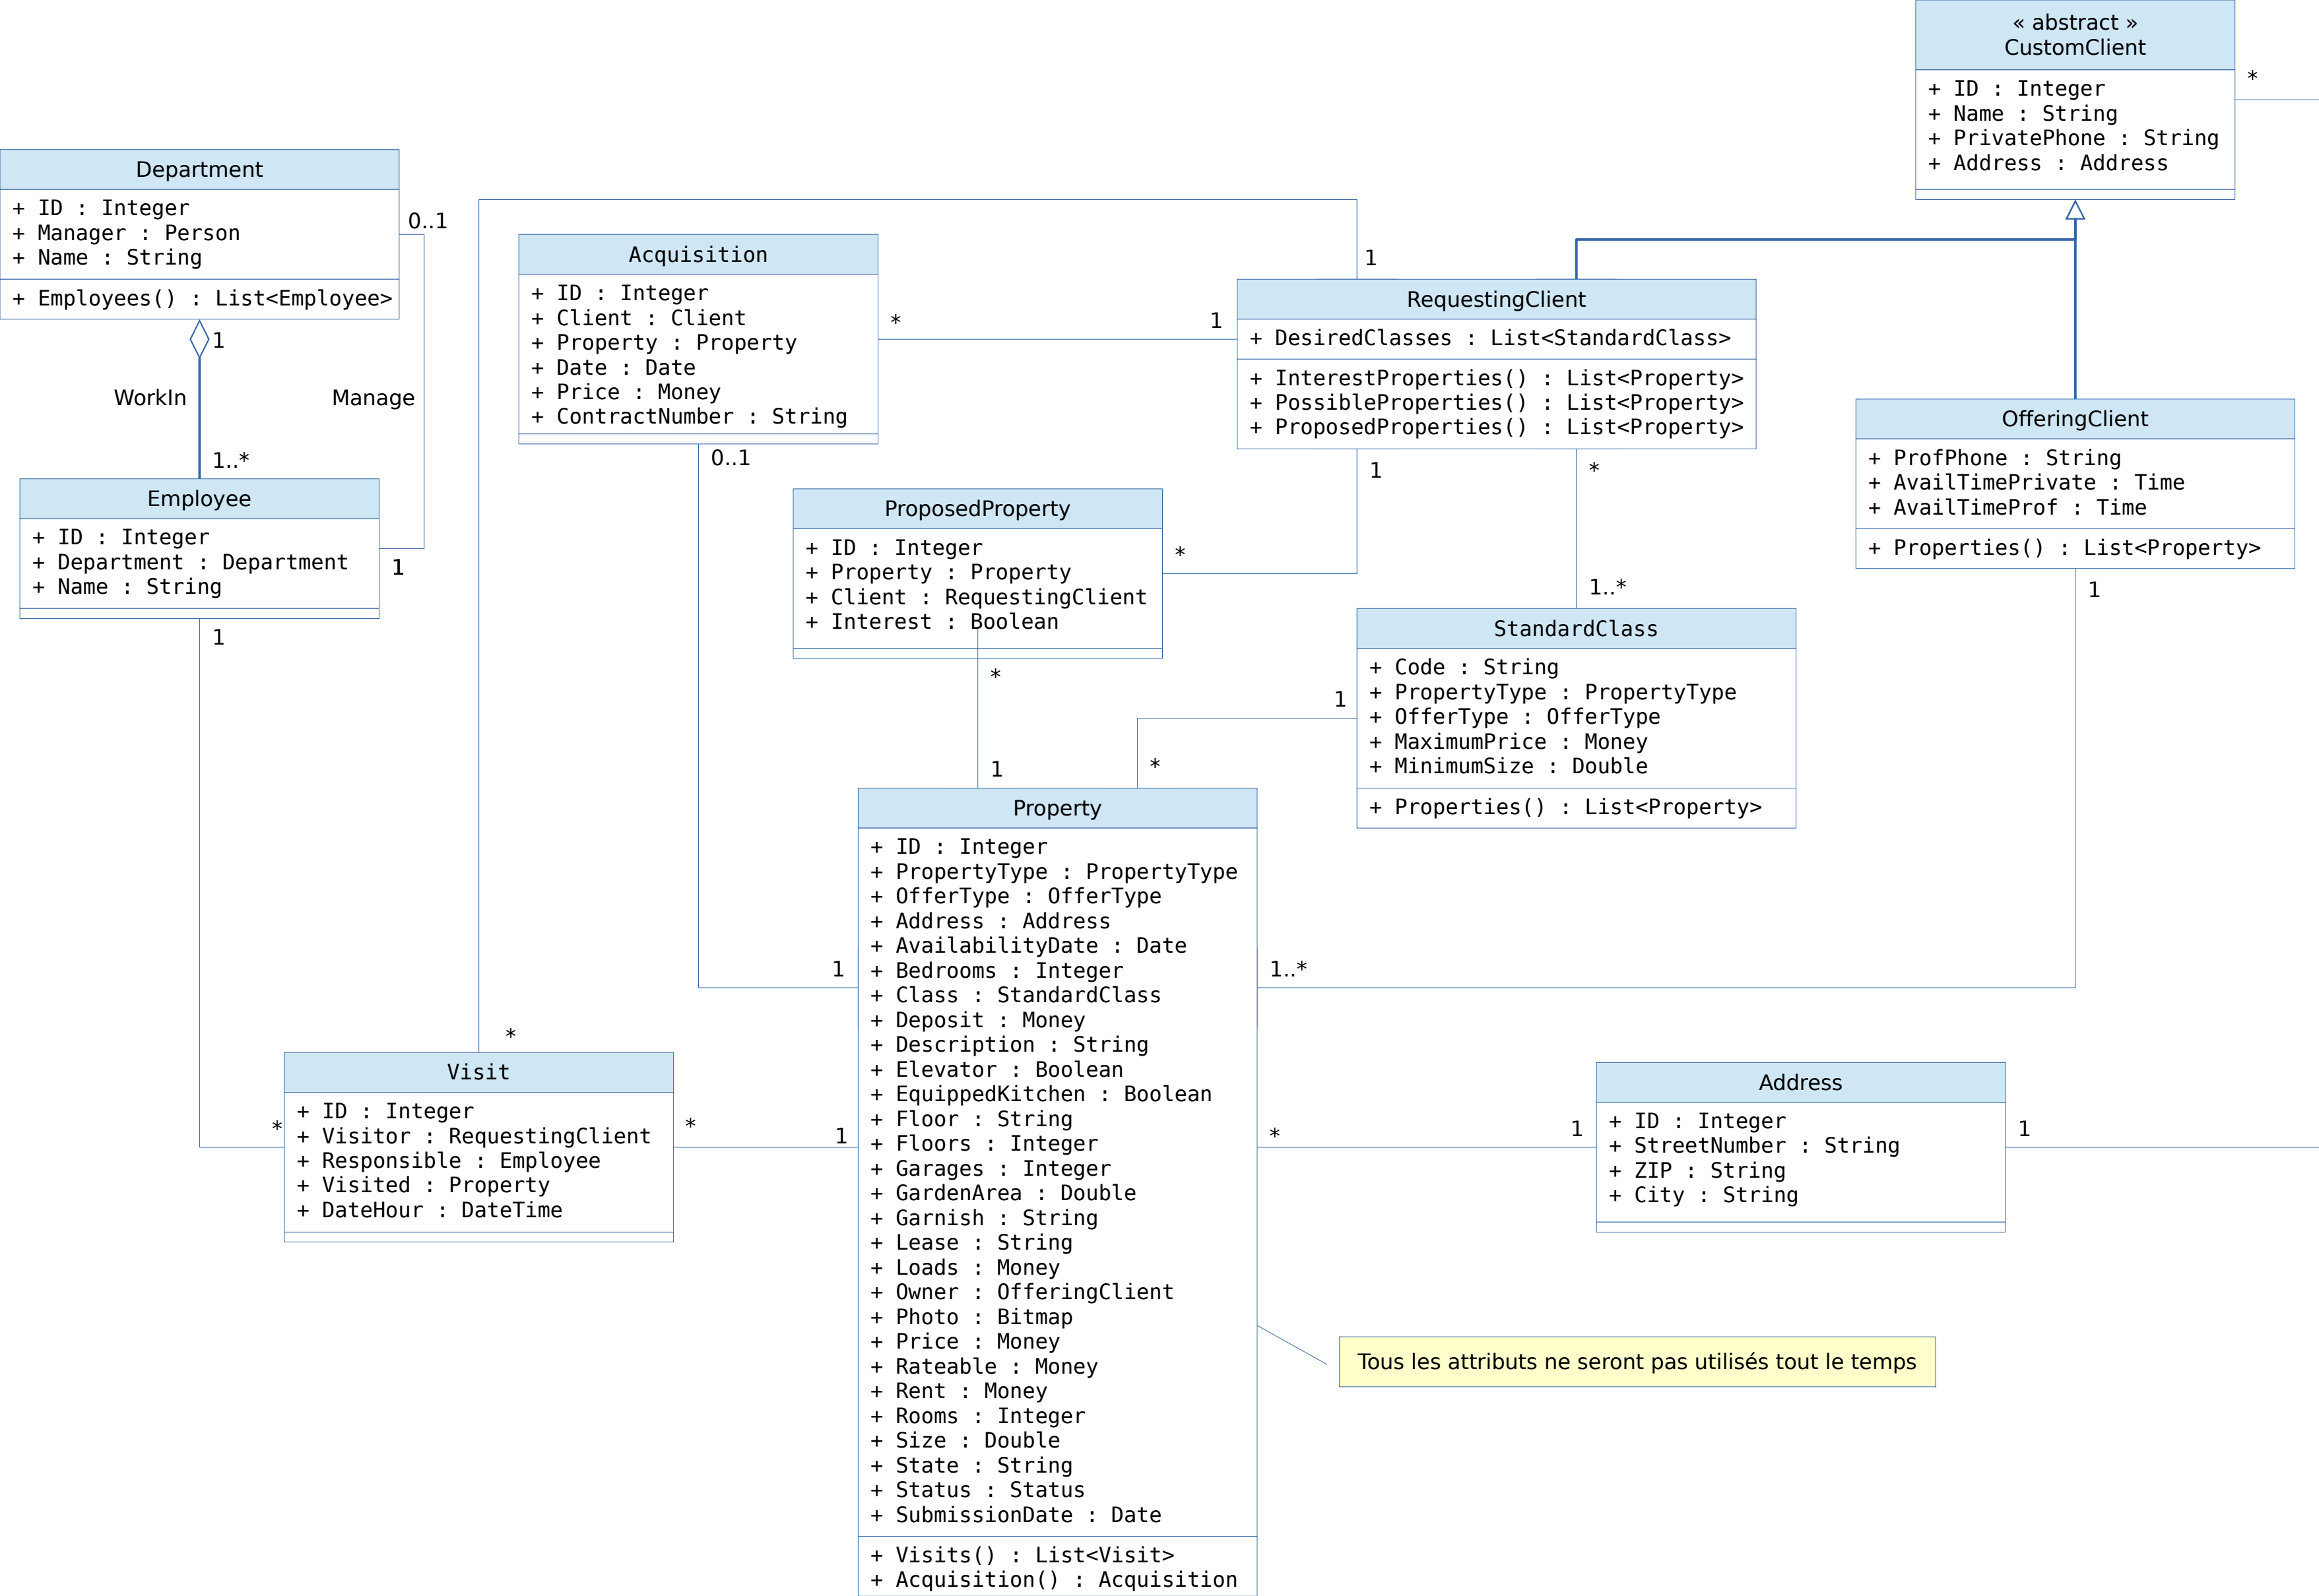 « abstract »
CustomClient
+ ID : Integer
+ Name : String
+ PrivatePhone : String
+ Address : Address
*
Department
+ ID : Integer
+ Manager : Person
+ Name : String
+ Employees() : List<Employee>
0..1
1
WorkIn
Manage
1..*
Employee
+ ID : Integer
+ Department : Department
+ Name : String
1
1
Acquisition
+ ID : Integer
+ Client : Client
+ Property : Property
+ Date : Date
+ Price : Money
+ ContractNumber : String
*
1
0..1
1
RequestingClient
+ DesiredClasses : List<StandardClass>
+ InterestProperties() : List<Property>
+ PossibleProperties() : List<Property>
+ ProposedProperties() : List<Property>
1
*
OfferingClient
+ ProfPhone : String
+ AvailTimePrivate : Time
+ AvailTimeProf : Time
+ Properties() : List<Property>
1
ProposedProperty
+ ID : Integer
+ Property : Property
+ Client : RequestingClient
+ Interest : Boolean
*
*
1
1..*
StandardClass
+ Code : String
+ PropertyType : PropertyType
+ OfferType : OfferType
+ MaximumPrice : Money
+ MinimumSize : Double
+ Properties() : List<Property>
1
*
Property
+ ID : Integer
+ PropertyType : PropertyType
+ OfferType : OfferType
+ Address : Address
+ AvailabilityDate : Date
+ Bedrooms : Integer
+ Class : StandardClass
+ Deposit : Money
+ Description : String
+ Elevator : Boolean
+ EquippedKitchen : Boolean
+ Floor : String
+ Floors : Integer
+ Garages : Integer
+ GardenArea : Double
+ Garnish : String
+ Lease : String
+ Loads : Money
+ Owner : OfferingClient
+ Photo : Bitmap
+ Price : Money
+ Rateable : Money
+ Rent : Money
+ Rooms : Integer
+ Size : Double
+ State : String
+ Status : Status
+ SubmissionDate : Date
+ Visits() : List<Visit>
+ Acquisition() : Acquisition
1
1..*
*
Visit
+ ID : Integer
+ Visitor : RequestingClient
+ Responsible : Employee
+ Visited : Property
+ DateHour : DateTime
*
*
1
*
1
Address
+ ID : Integer
+ StreetNumber : String
+ ZIP : String
+ City : String
1
Tous les attributs ne seront pas utilisés tout le temps